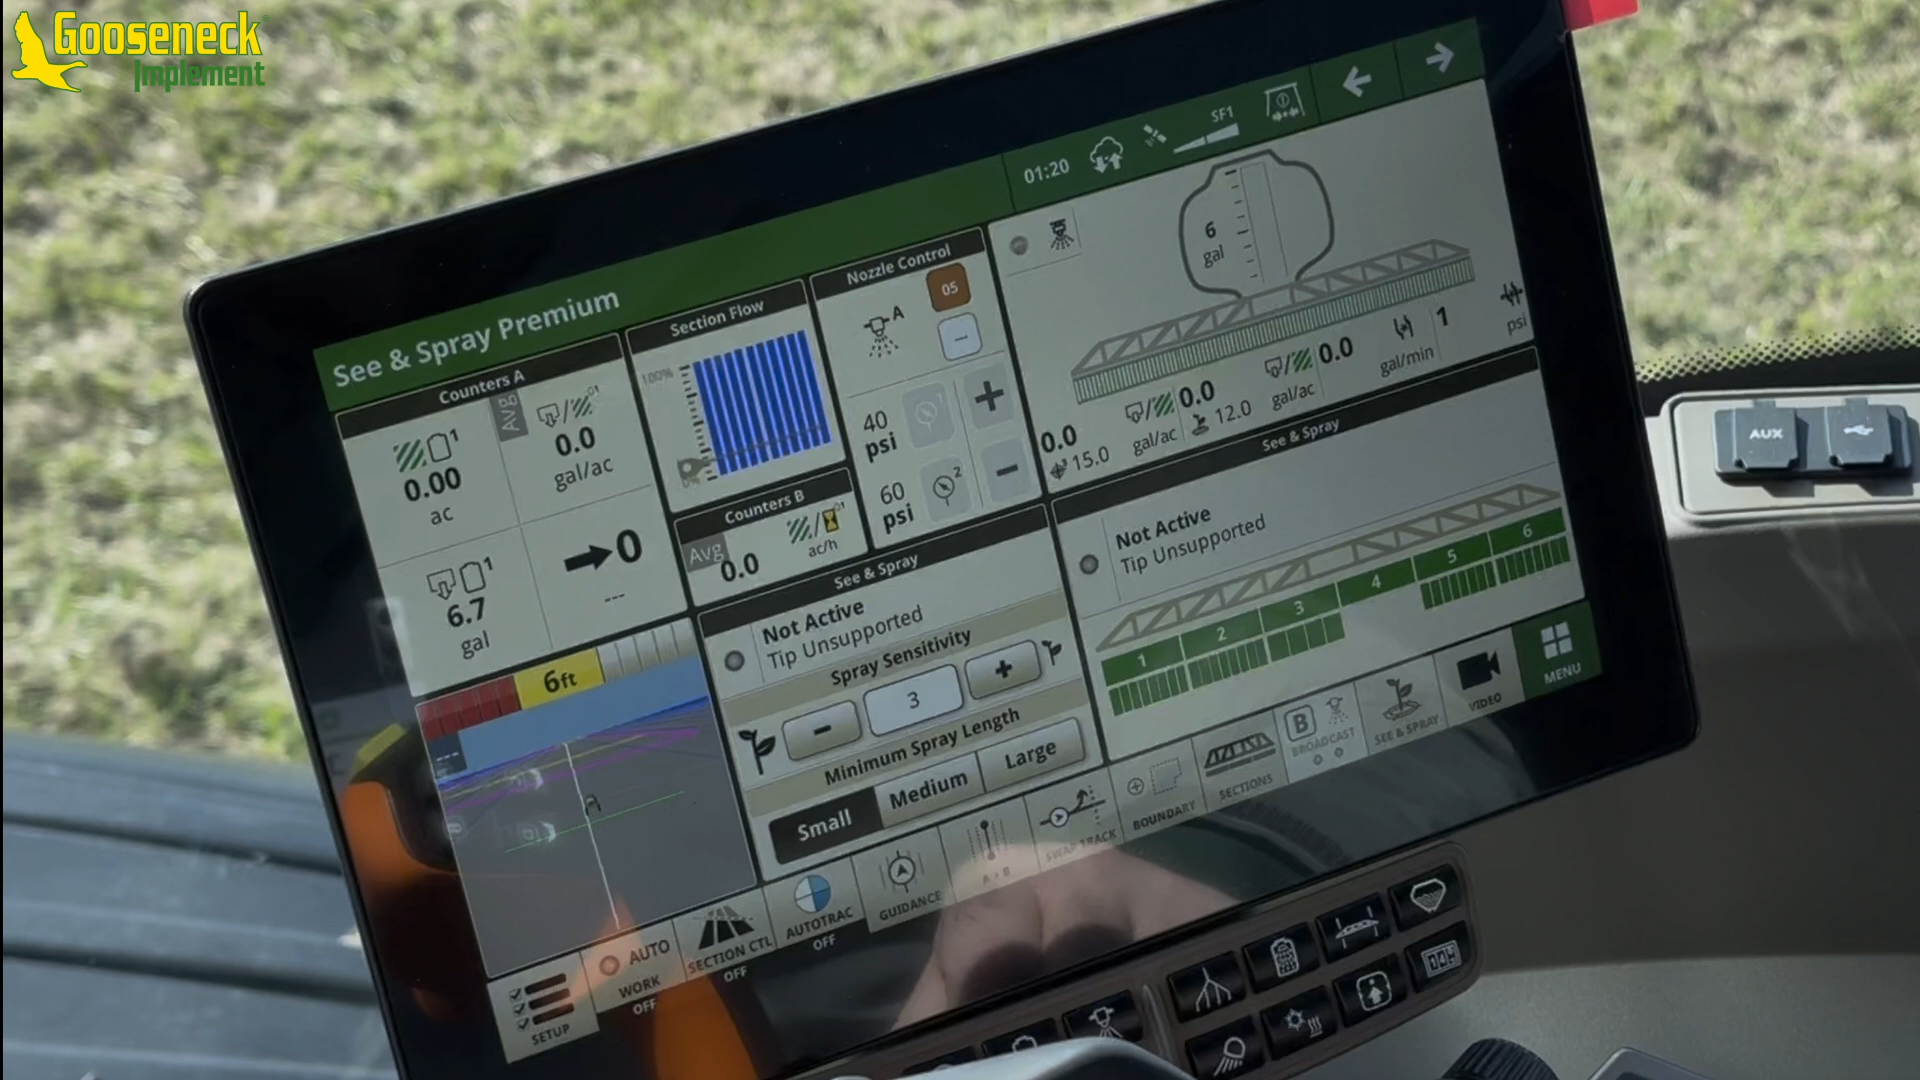 Gooseneck
Implement
See & Spray Premium
01:20
SF1
Counters A
0.00
ac
Avg
0.0
gal/ac
6.7
gal
0
---
Section Flow
100%
0%
Counters B
Avg
0.0
ac/h
Nozzle Control
A
05
---
40
psi
60
psi
2
+
-
6
gal
0.0
15.0
gal/ac
0.0
12.0
gal/ac
0.0
gal/min
1
psi
See & Spray
Not Active
Tip Unsupported
Spray Sensitivity
-
3
+
Minimum Spray Length
Small
Medium
Large
See & Spray
Not Active
Tip Unsupported
1
2
3
4
5
6
6ft
SETUP
AUTO
WORK
OFF
SECTION CTL
OFF
AUTOTRAC
OFF
GUIDANCE
A > B
SWAP TRACK
BOUNDARY
SECTIONS
B
BROADCAST
SEE & SPRAY
VIDEO
MENU
AUX